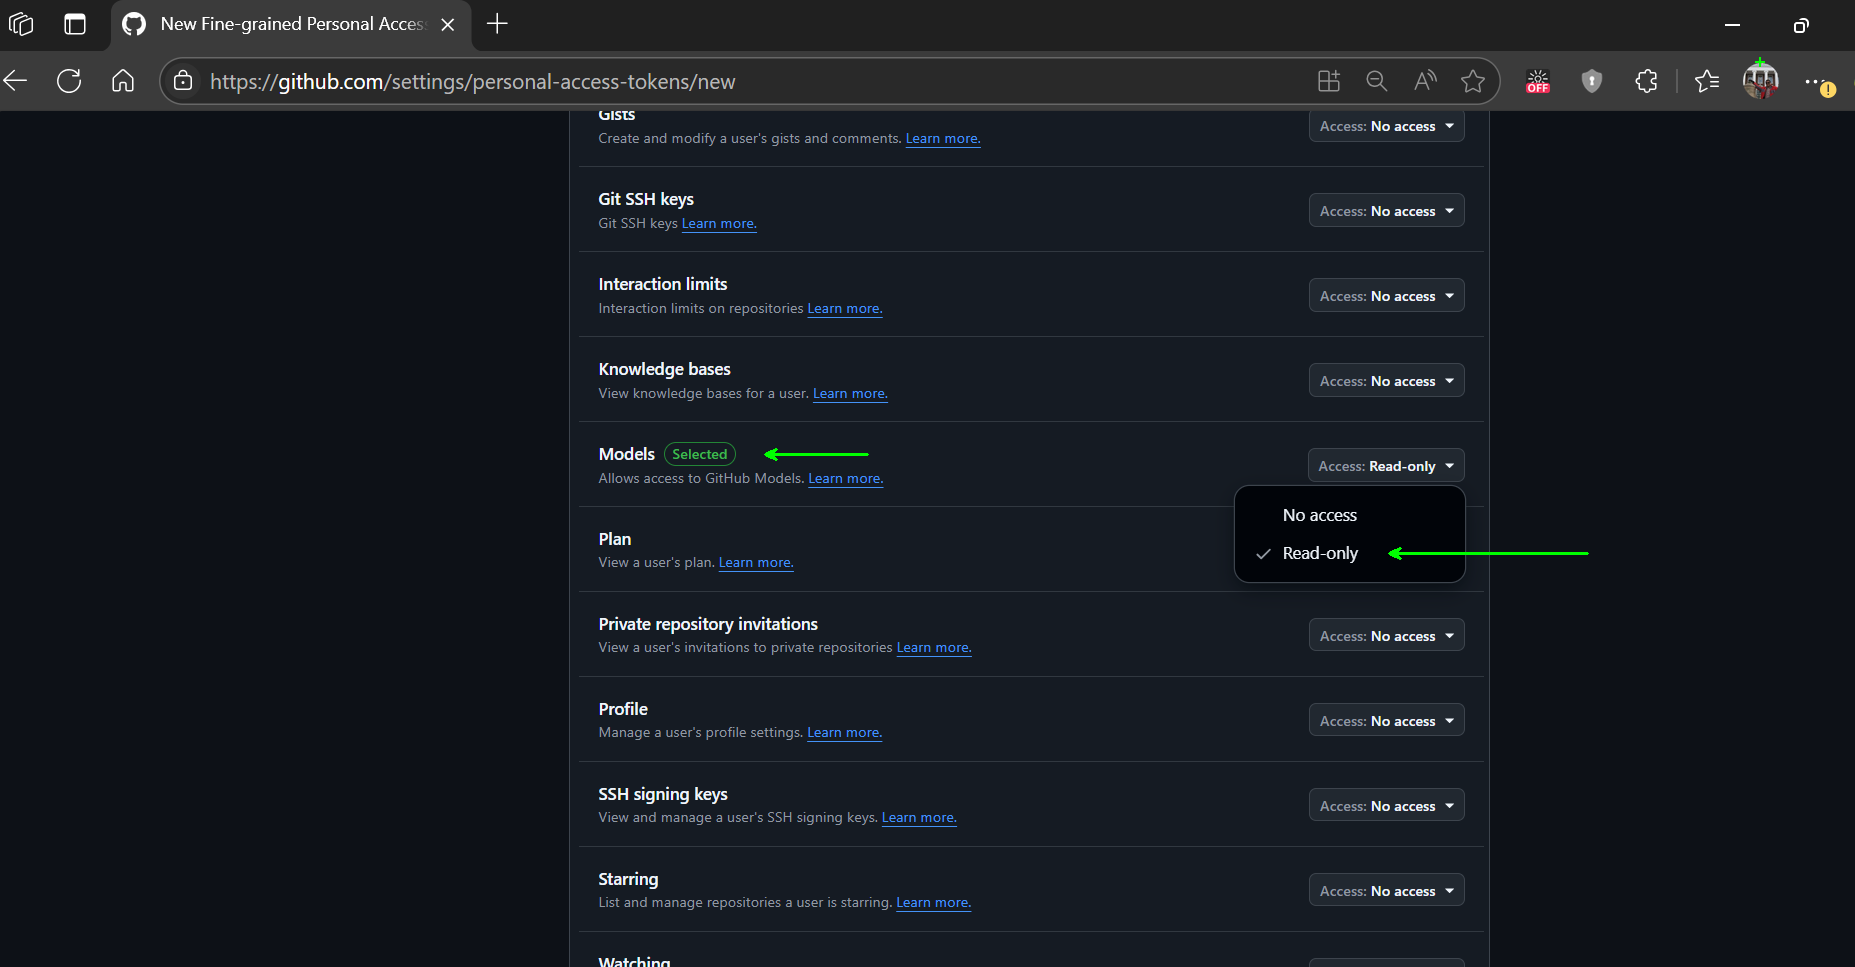 New Fine-grained Personal Acces
https://github.com/settings/personal-access-tokens/new
OFF
Gists
Create and modify a user's gists and comments. Learn more.
Access: No access
Git SSH keys
Git SSH keys Learn more.
Access: No access
Interaction limits
Interaction limits on repositories Learn more.
Access: No access
Knowledge bases
View knowledge bases for a user. Learn more.
Access: No access
Models Selected
Allows access to GitHub Models. Learn more.
Access: Read-only
No access
Read-only
Plan
View a user's plan. Learn more.
Private repository invitations
View a user's invitations to private repositories Learn more.
Access: No access
Profile
Manage a user's profile settings. Learn more.
Access: No access
SSH signing keys
View and manage a user's SSH signing keys. Learn more.
Access: No access
Starring
List and manage repositories a user is starring. Learn more.
Access: No access
Watching